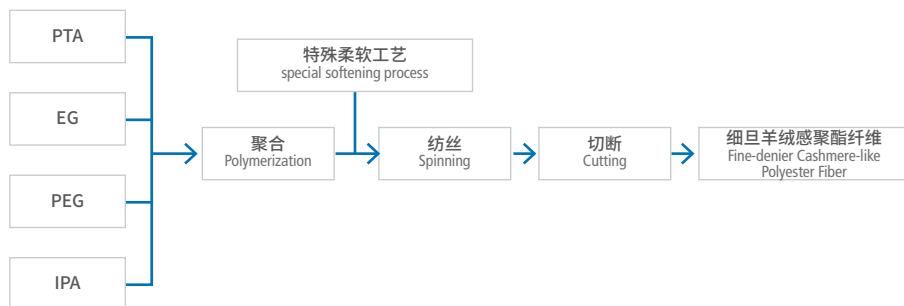 PTA
EG
PEG
IPA
特殊柔软工艺
special softening process
聚合
Polymerization
纺丝
Spinning
切断
Cutting
细旦羊绒感聚酯纤维
Fine-denier Cashmere-like
Polyester Fiber